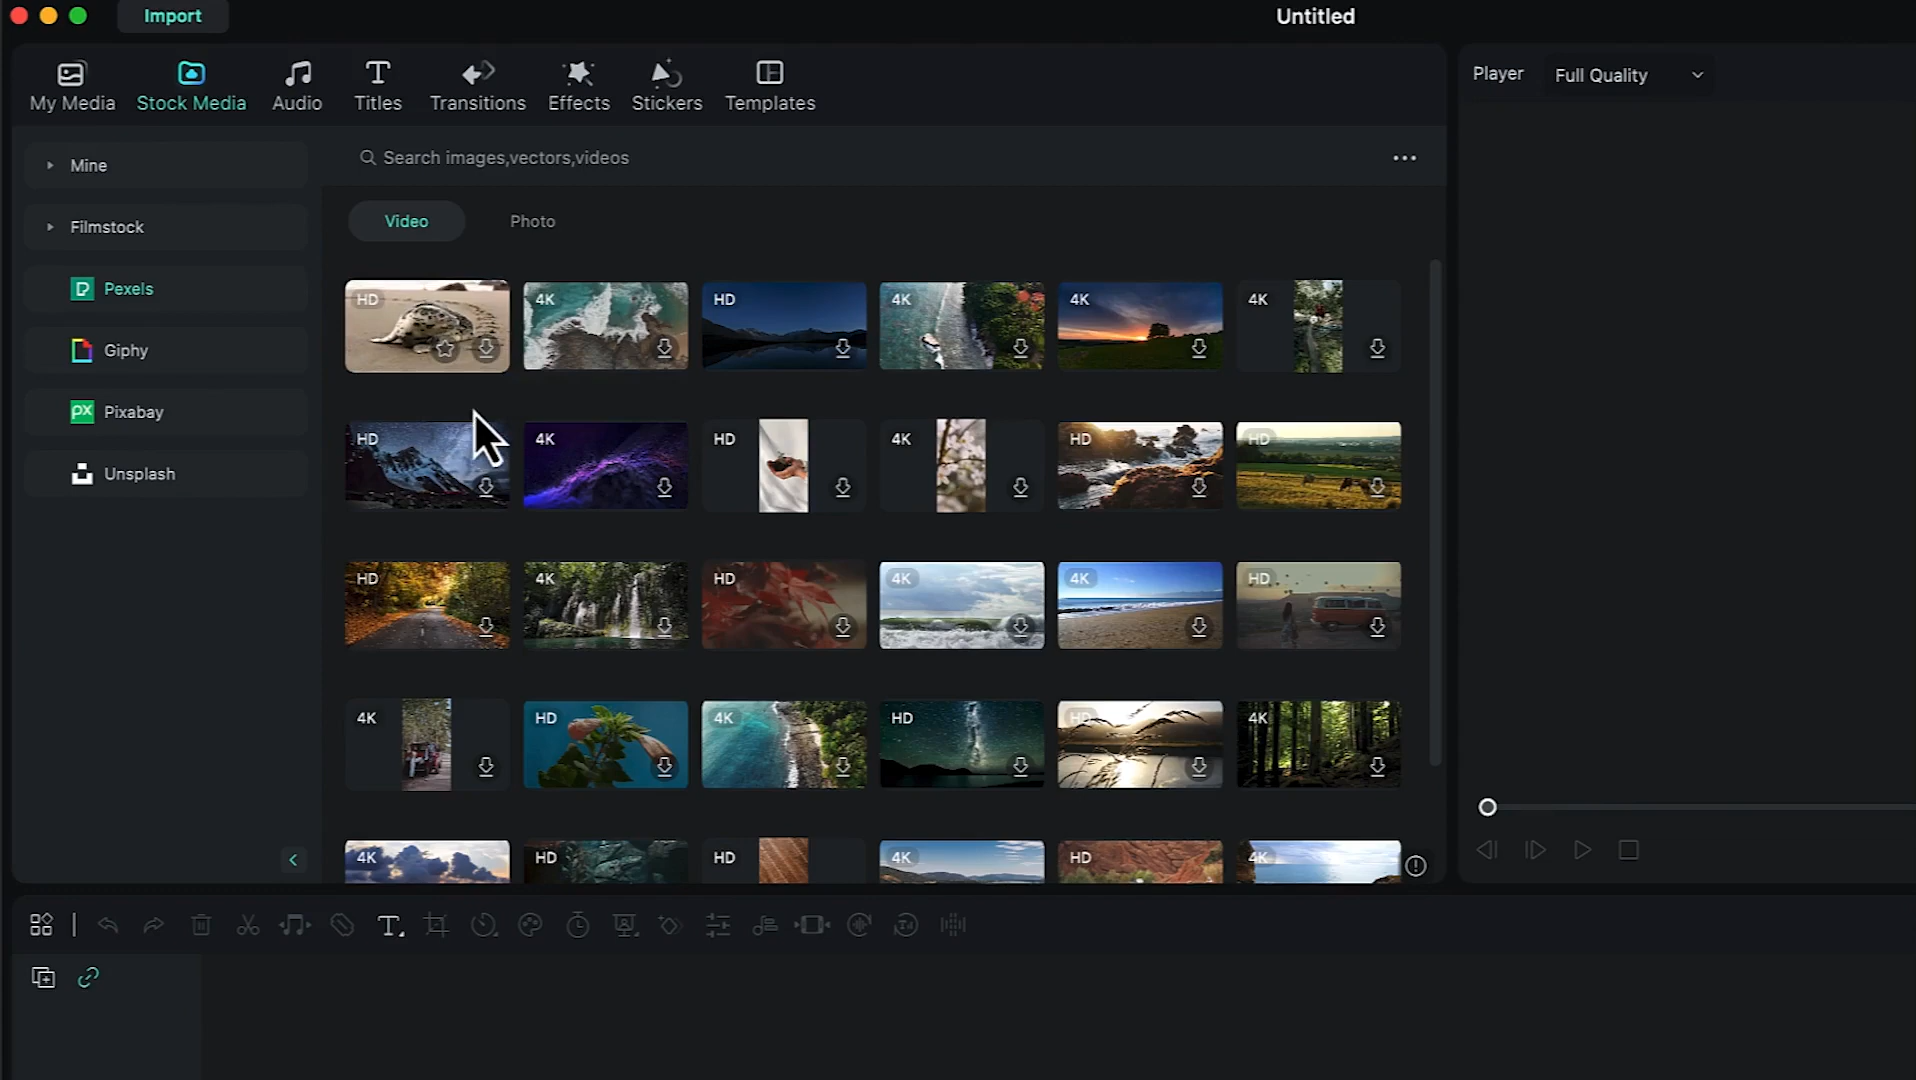 Import
Untitled
My Media
Stock Media
Audio
Titles
Transitions
Effects
Stickers
Templates
Player
Full Quality
Mine
Search images,vectors,videos
Filmstock
Video
Photo
Pexels
Giphy
Pixabay
Unsplash
HD
4K
HD
4K
4K
4K
HD
4K
HD
4K
HD
HD
HD
4K
HD
4K
4K
HD
4K
HD
4K
HD
HD
4K
4K
HD
HD
4K
HD
4K